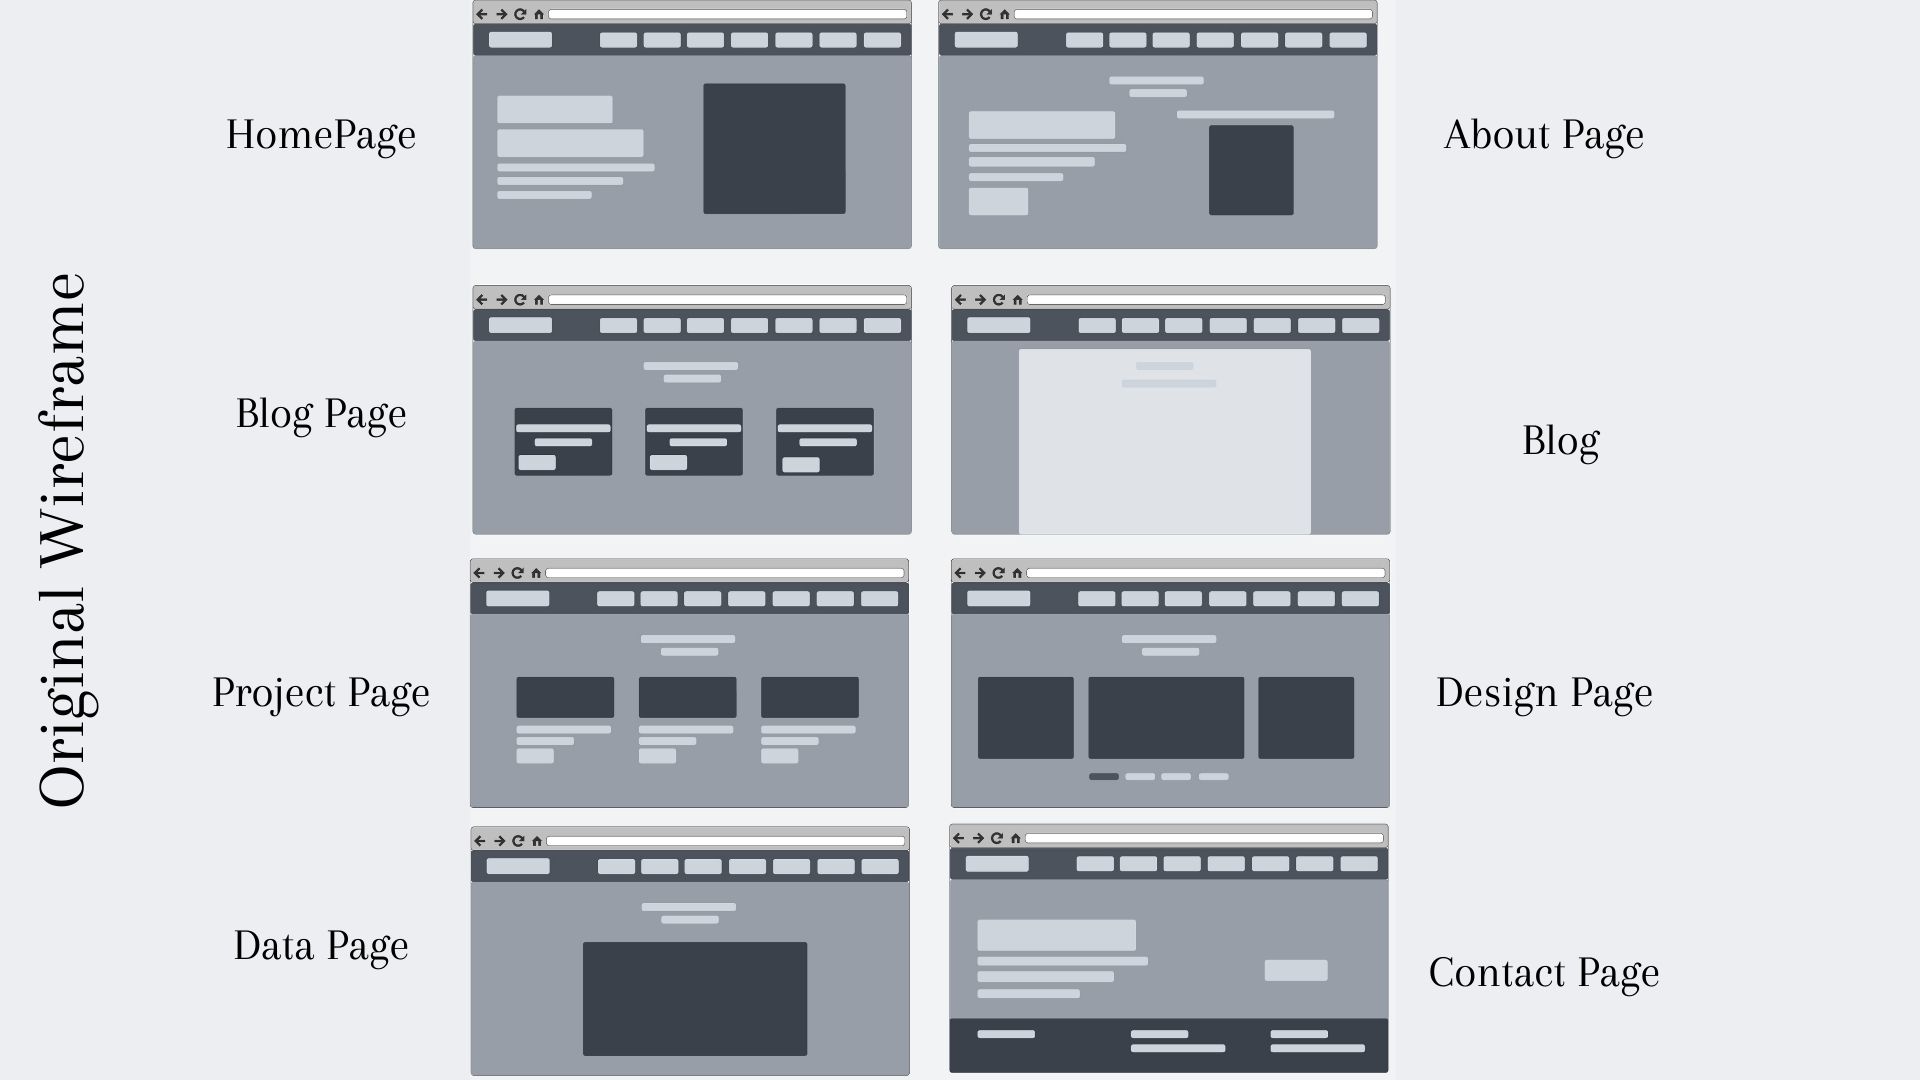 Original Wireframe
HomePage
About Page
Blog Page
Blog
Project Page
Design Page
Data Page
Contact Page